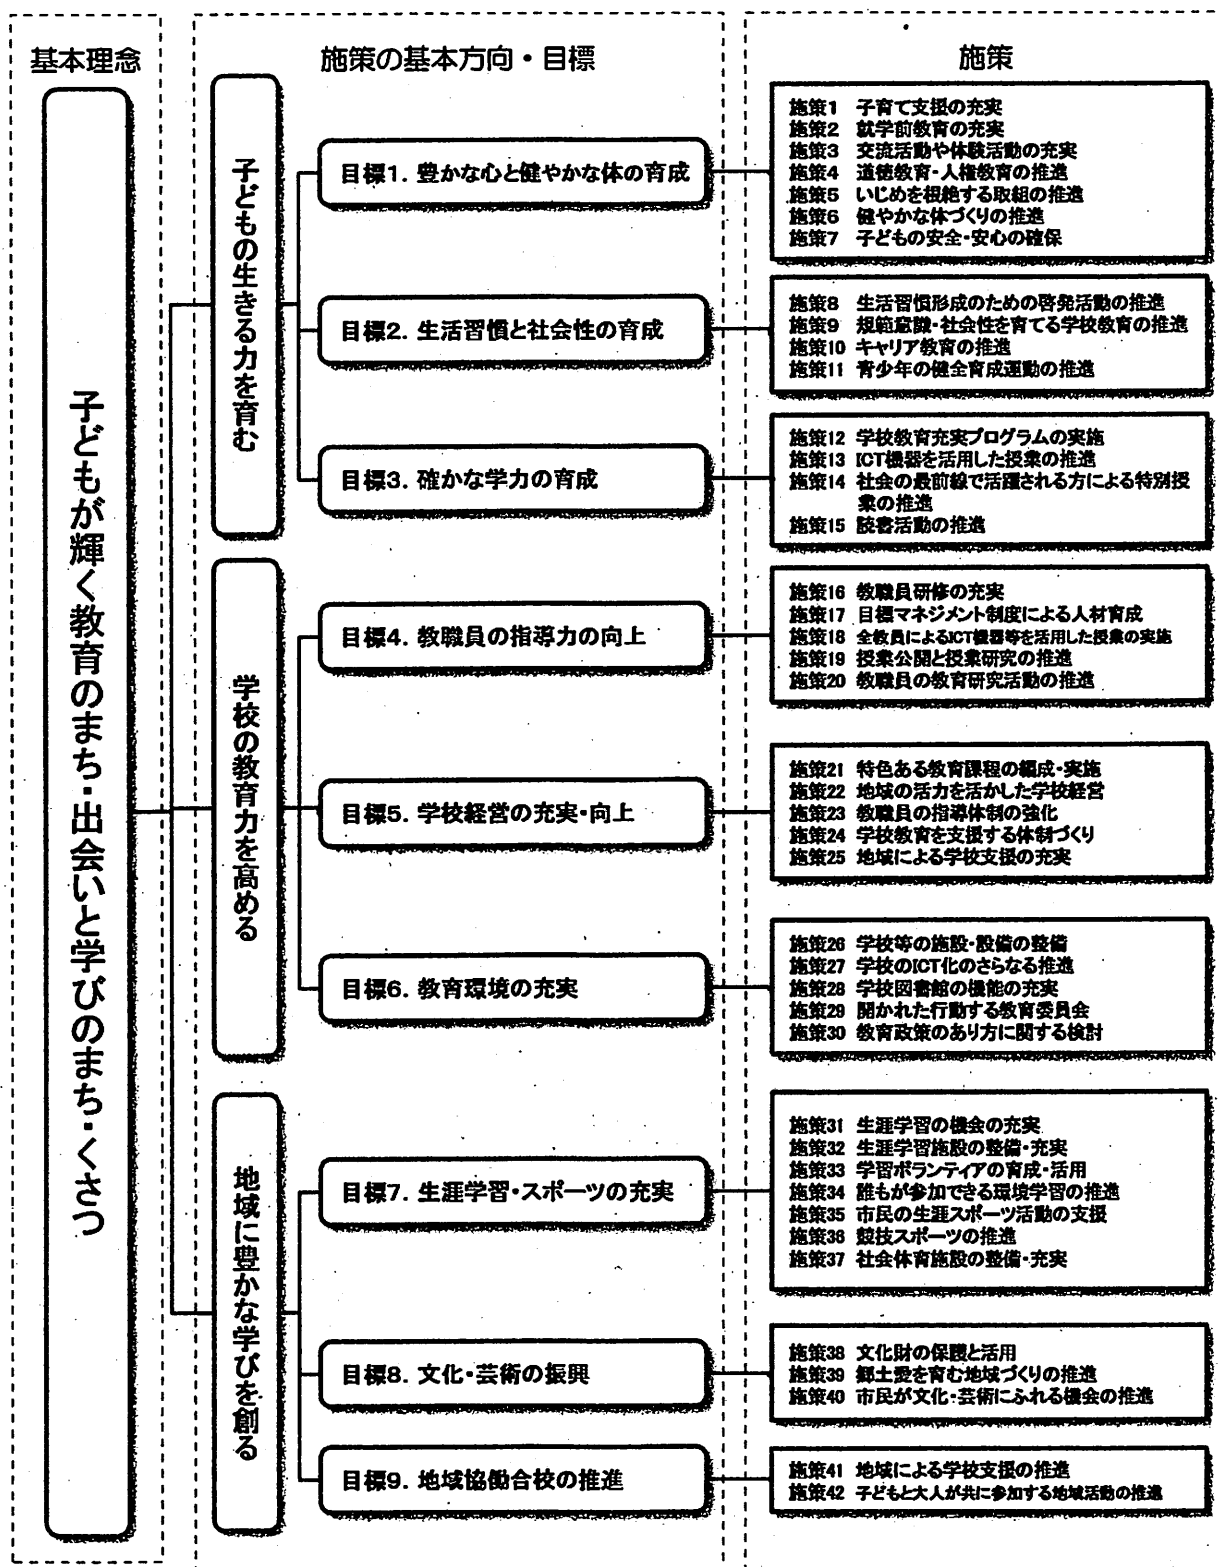 基本理念
子どもが輝く教育のまち・出会いと学びのまち・くさつ
施策の基本方向・目標
施策
子どもの生きる力を育む
目標1. 豊かな心と健やかな体の育成
施策1 子育て支援の充実
施策2 就学前教育の充実
施策3 交流活動や体験活動の充実
施策4 道徳教育・人権教育の推進
施策5 いじめを根絶する取組の推進
施策6 健やかな体づくりの推進
施策7 子どもの安全・安心の確保
目標2. 生活習慣と社会性の育成
施策8 生活習慣形成のための啓発活動の推進
施策9 規範意識・社会性を育てる学校教育の推進
施策10 キャリア教育の推進
施策11 青少年の健全育成運動の推進
目標3. 確かな学力の育成
施策12 学校教育充実プログラムの実施
施策13 ICT機器を活用した授業の推進
施策14 社会の最前線で活躍される方による特別授
業の推進
施策15 読書活動の推進
学校の教育力を高める
目標4. 教職員の指導力の向上
施策16 教職員研修の充実
施策17 目標マネジメント制度による人材育成
施策18 全教員によるICT機器等を活用した授業の実施
施策19 授業公開と授業研究の推進
施策20 教職員の教育研究活動の推進
目標5. 学校経営の充実・向上
施策21 特色ある教育課程の編成・実施
施策22 地域の活力を活かした学校経営
施策23 教職員の指導体制の強化
施策24 学校教育を支援する体制づくり
施策25 地域による学校支援の充実
目標6. 教育環境の充実
施策26 学校等の施設・設備の整備
施策27 学校のICT化のさらなる推進
施策28 学校図書館の機能の充実
施策29 開かれた行動する教育委員会
施策30 教育政策のあり方に関する検討
地域に豊かな学びを創る
目標7. 生涯学習・スポーツの充実
施策31 生涯学習の機会の充実
施策32 生涯学習施設の整備・充実
施策33 学習ボランティアの育成・活用
施策34 誰もが参加できる環境学習の推進
施策35 市民の生涯スポーツ活動の支援
施策36 競技スポーツの推進
施策37 社会体育施設の整備・充実
目標8. 文化・芸術の振興
施策38 文化財の保護と活用
施策39 郷土愛を育む地域づくりの推進
施策40 市民が文化・芸術にふれる機会の推進
目標9. 地域協働合校の推進
施策41 地域による学校支援の推進
施策42 子どもと大人が共に参加する地域活動の推進